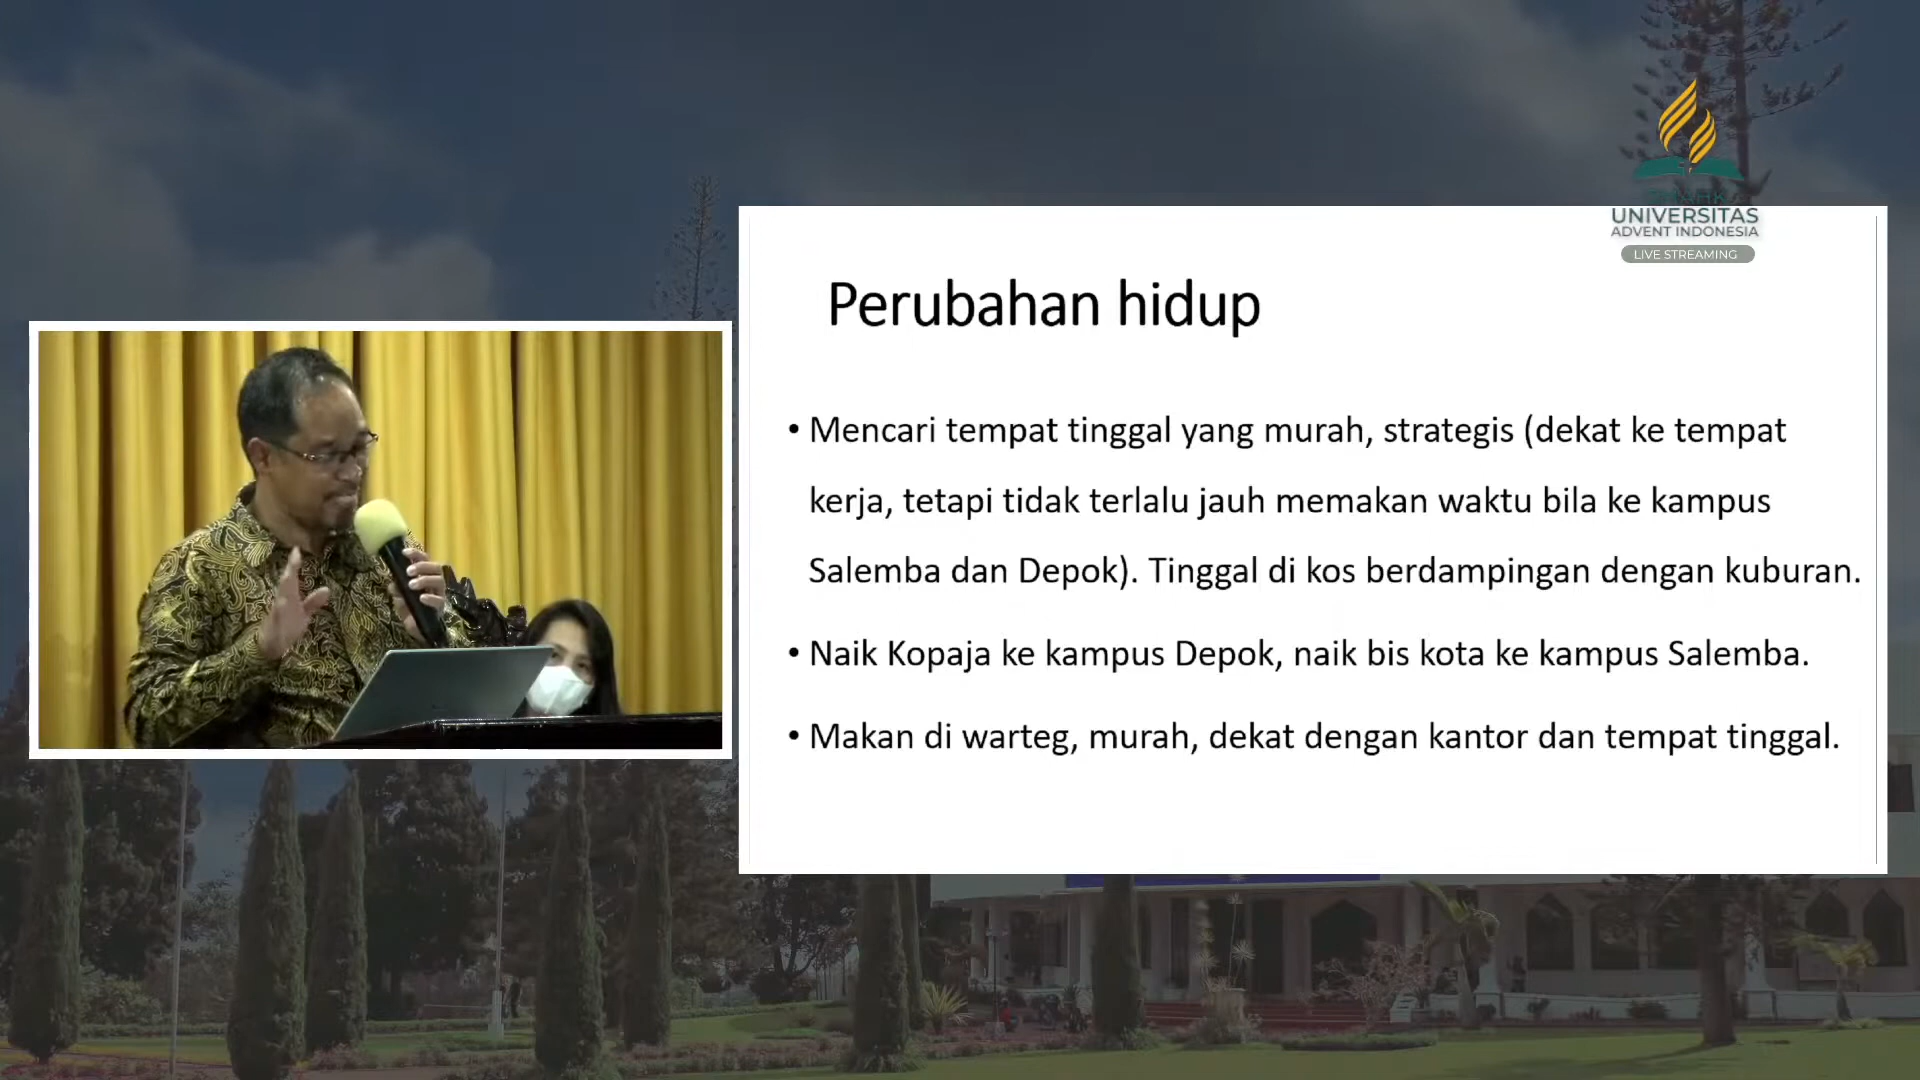 UNIVERSITAS
ADVENT INDONESIA
LIVE STREAMING
Perubahan hidup
• Mencari tempat tinggal yang murah, strategis (dekat ke tempat
kerja, tetapi tidak terlalu jauh memakan waktu bila ke kampus
Salemba dan Depok). Tinggal di kos berdampingan dengan kuburan.
• Naik Kopaja ke kampus Depok, naik bis kota ke kampus Salemba.
• Makan di warteg, murah, dekat dengan kantor dan tempat tinggal.